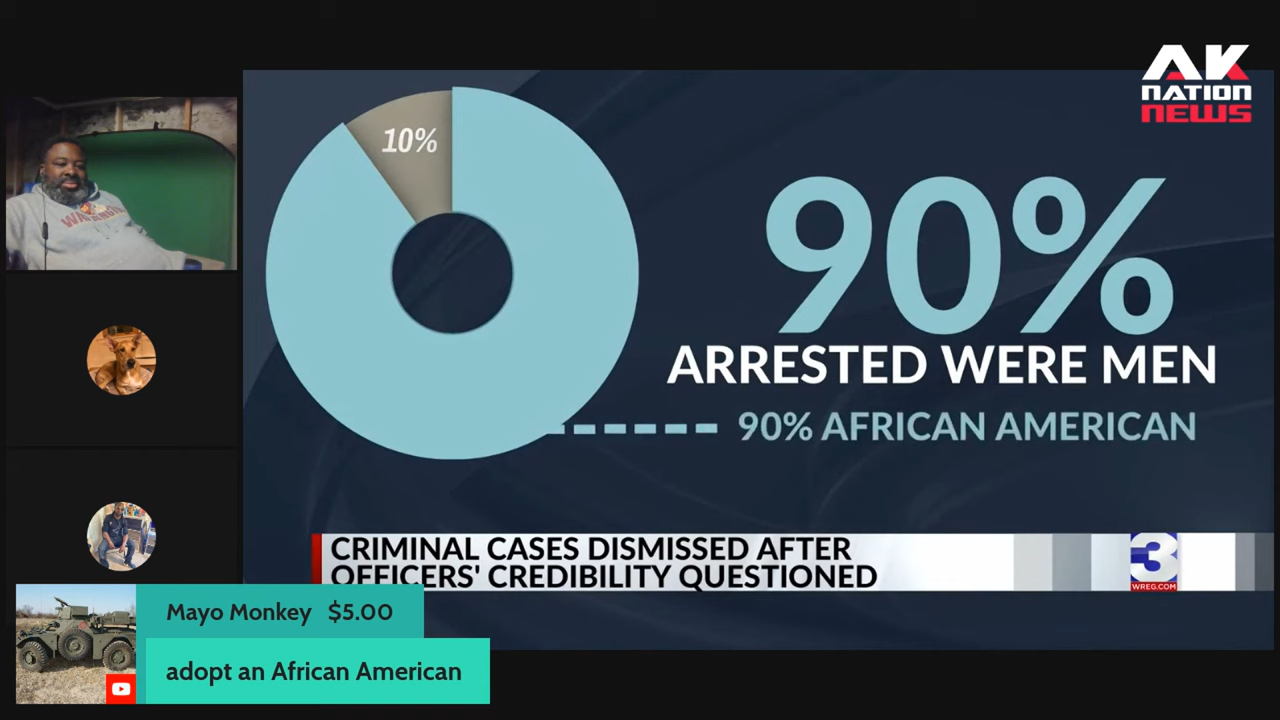 AK
NATION
NEWS
10%
90%
ARRESTED WERE MEN
90% AFRICAN AMERICAN
CRIMINAL CASES DISMISSED AFTER
OFFICERS' CREDIBILITY QUESTIONED
3
WREG.COM
Mayo Monkey $5.00
adopt an African American